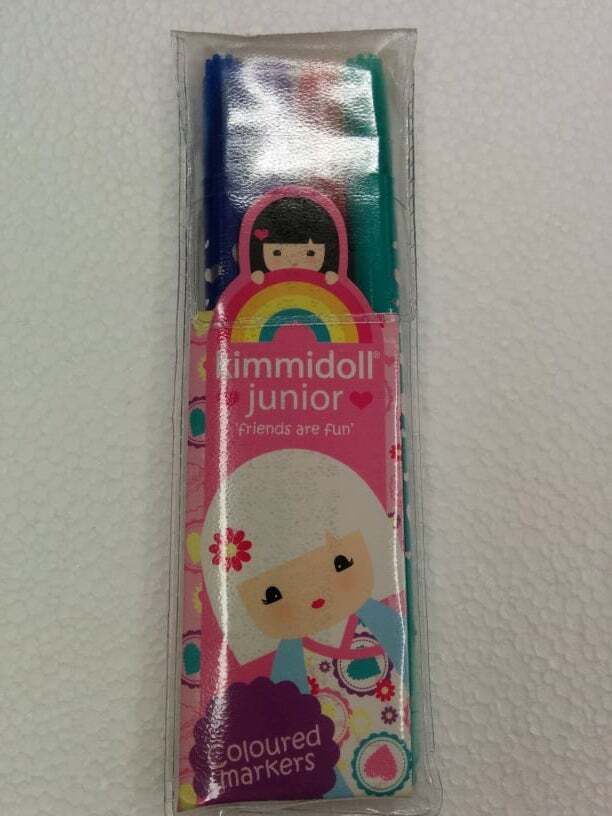 kimmidoll®
junior
'friends are fun'
Coloured
markers